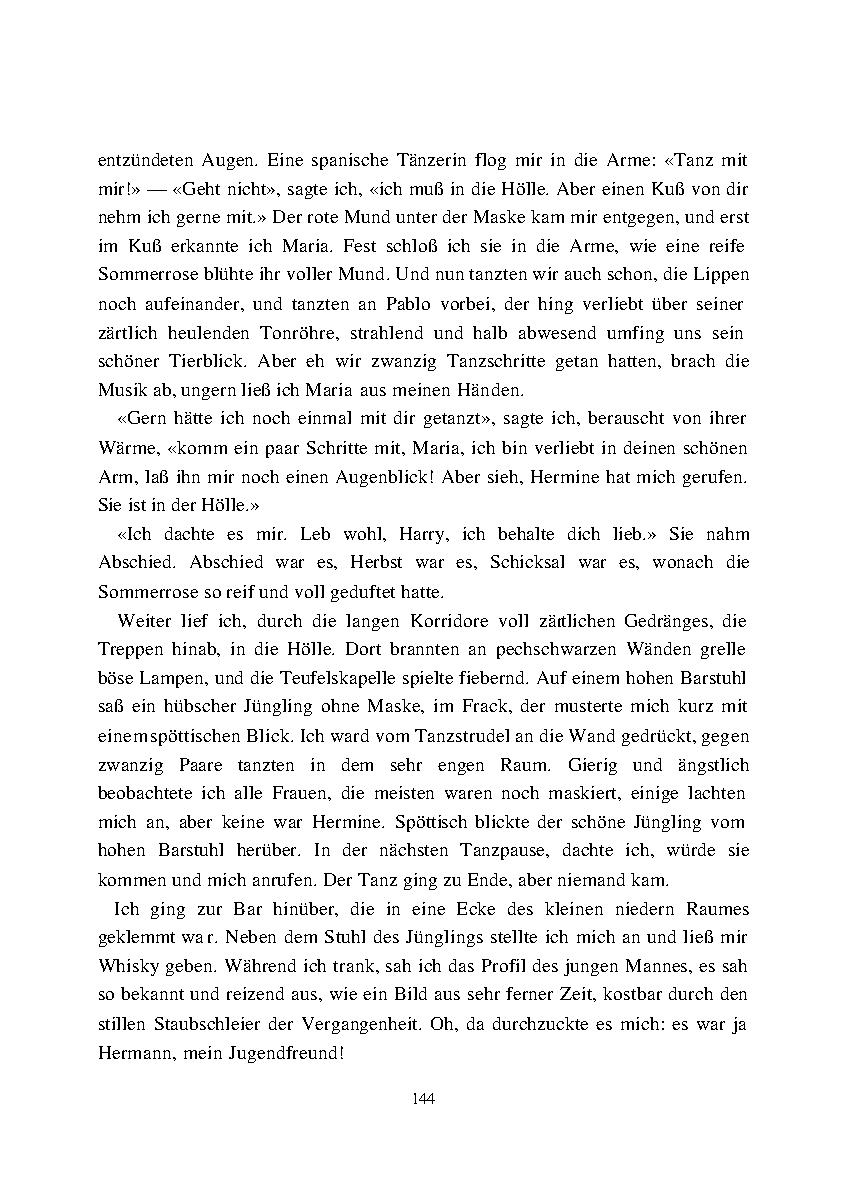 entzündeten Augen. Eine spanische Tänzerin flog mir in die Arme: «Tanz mit
mir!» — «Geht nicht», sagte ich, «ich muß in die Hölle. Aber einen Kuß von dir
nehm ich gerne mit.» Der rote Mund unter der Maske kam mir entgegen, und erst
im Kuß erkannte ich Maria. Fest schloß ich sie in die Arme, wie eine reife
Sommerrose blühte ihr voller Mund. Und nun tanzten wir auch schon, die Lippen
noch aufeinander, und tanzten an Pablo vorbei, der hing verliebt über seiner
zärtlich heulenden Tonröhre, strahlend und halb abwesend umfing uns sein
schöner Tierblick. Aber eh wir zwanzig Tanzschritte getan hatten, brach die
Musik ab, ungern ließ ich Maria aus meinen Händen.
«Gern hätte ich noch einmal mit dir getanzt», sagte ich, berauscht von ihrer
Wärme, «komm ein paar Schritte mit, Maria, ich bin verliebt in deinen schönen
Arm, laß ihn mir noch einen Augenblick! Aber sieh, Hermine hat mich gerufen.
Sie ist in der Hölle.»
«Ich dachte es mir. Leb wohl, Harry, ich behalte dich lieb.» Sie nahm
Abschied. Abschied war es, Herbst war es, Schicksal war es, wonach die
Sommerrose so reif und voll geduftet hatte.
Weiter lief ich, durch die langen Korridore voll zärtlichen Gedränges, die
Treppen hinab, in die Hölle. Dort brannten an pechschwarzen Wänden grelle
böse Lampen, und die Teufelskapelle spielte fiebernd. Auf einem hohen Barstuhl
saß ein hübscher Jüngling ohne Maske, im Frack, der musterte mich kurz mit
einem spöttischen Blick. Ich ward vom Tanzstrudel an die Wand gedrückt, gegen
zwanzig Paare tanzten in dem sehr engen Raum. Gierig und ängstlich
beobachtete ich alle Frauen, die meisten waren noch maskiert, einige lachten
mich an, aber keine war Hermine. Spöttisch blickte der schöne Jüngling vom
hohen Barstuhl herüber. In der nächsten Tanzpause, dachte ich, würde sie
kommen und mich anrufen. Der Tanz ging zu Ende, aber niemand kam.
Ich ging zur Bar hinüber, die in eine Ecke des kleinen niedern Raumes
geklemmt war. Neben dem Stuhl des Jünglings stellte ich mich an und ließ mir
Whisky geben. Während ich trank, sah ich das Profil des jungen Mannes, es sah
so bekannt und reizend aus, wie ein Bild aus sehr ferner Zeit, kostbar durch den
stillen Staubschleier der Vergangenheit. Oh, da durchzuckte es mich: es war ja
Hermann, mein Jugendfreund!
144